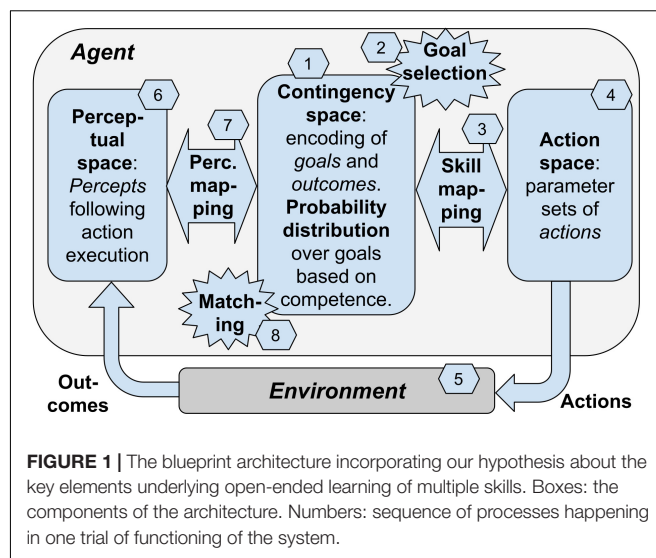 Agent
2
Goal
selection
1
Contingency
space:
encoding of
goals and
outcomes.
Probability
distribution
over goals
based on
competence.
6
Percep-
tual
space:
Percepts
following
action
execution
7
Perc.
map-
ping
3
Skill
map-
ping
4
Action
space:
parameter
sets of
actions
Match-
ing
8
Out-
comes
Environment
5
Actions
FIGURE 1 | The blueprint architecture incorporating our hypothesis about the
key elements underlying open-ended learning of multiple skills. Boxes: the
components of the architecture. Numbers: sequence of processes happening
in one trial of functioning of the system.